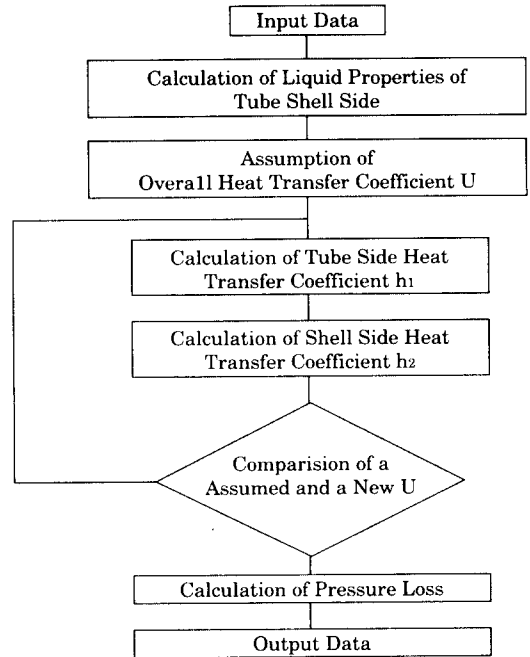 Input Data
Calculation of Liquid Properties of
Tube Shell Side
Assumption of
Overa1l Heat Transfer Coefficient U
Calculation of Tube Side Heat
Transfer Coefficient h1
Calculation of Shell Side Heat
Transfer Coefficient h2
Comparision of a
Assumed and a New U
Calculation of Pressure Loss
Output Data